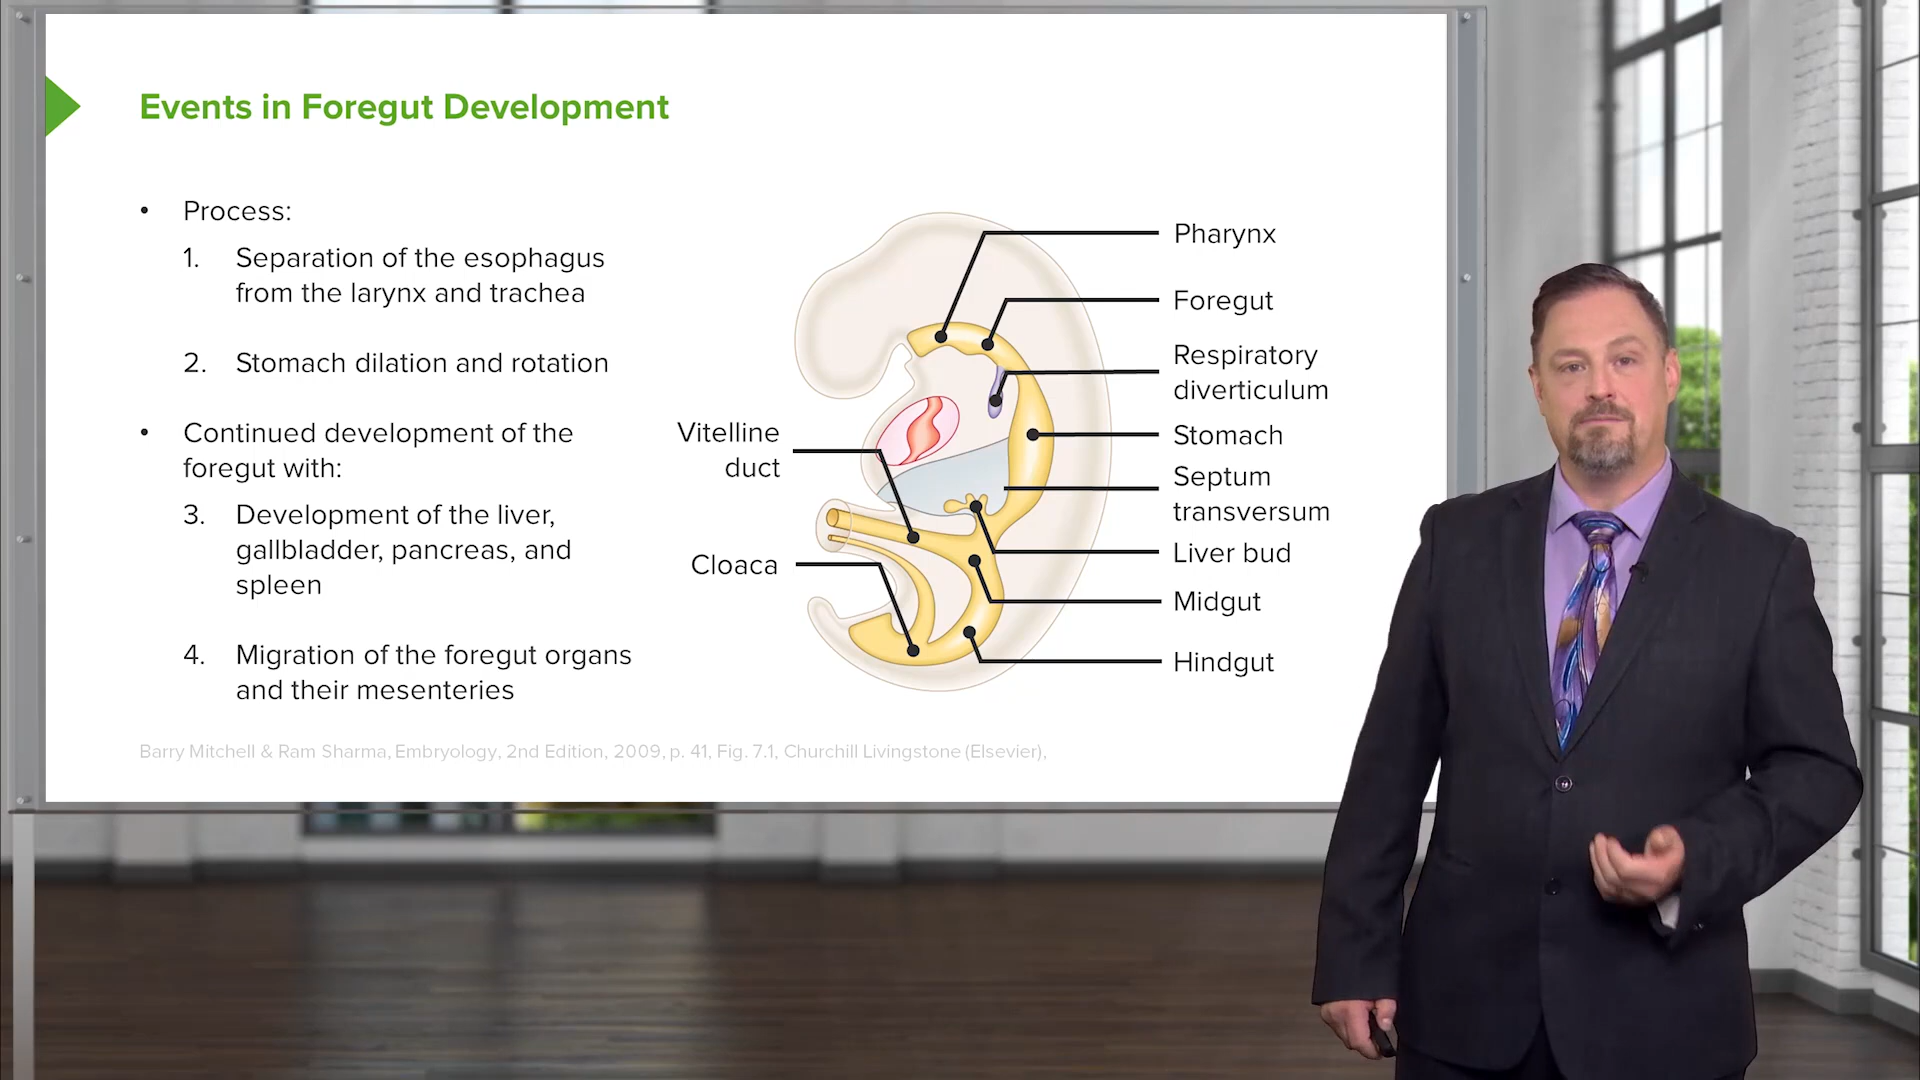 Events in Foregut Development
• Process:
1. Separation of the esophagus
from the larynx and trachea
2. Stomach dilation and rotation
• Continued development of the
foregut with:
3. Development of the liver,
gallbladder, pancreas, and
spleen
4. Migration of the foregut organs
and their mesenteries
Vitelline
duct
Cloaca
Pharynx
Foregut
Respiratory
diverticulum
Stomach
Septum
transversum
Liver bud
Midgut
Hindgut
Barry Mitchell & Ram Sharma, Embryology, 2nd Edition, 2009, p. 41, Fig. 7.1, Churchill Livingstone (Elsevier),